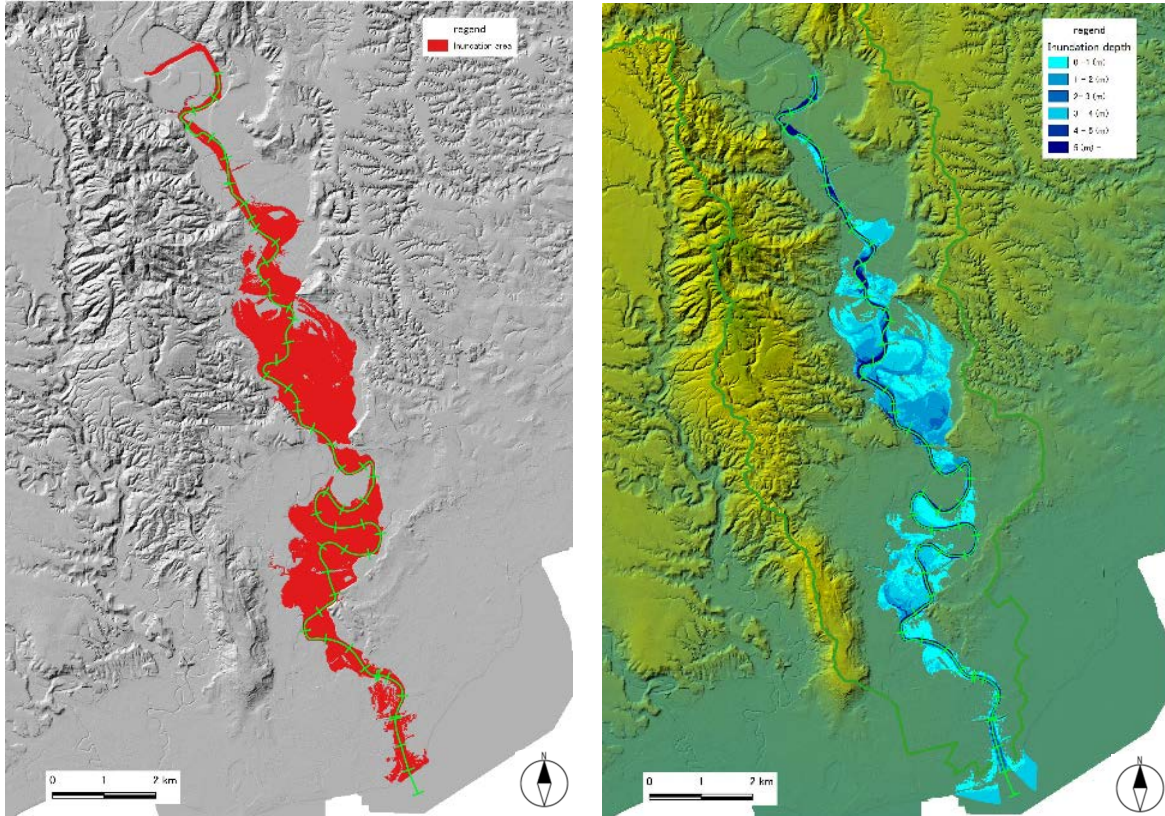 regend
Inundation area
0 1 2 km
N
regend
Inundation depth
0 - 1 (m)
1 - 2 (m)
2 - 3 (m)
3 - 4 (m)
4 - 5 (m)
5 (m) -
0 1 2 km
N